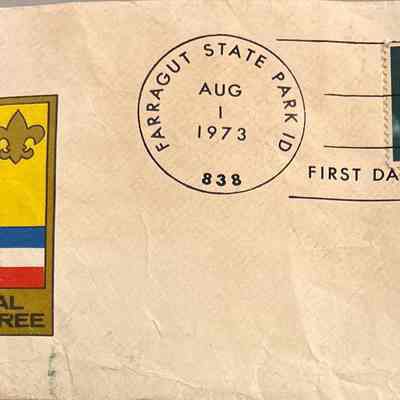 FARRAGUT STATE PARK ID
AUG
1
1973
838
FIRST DA
AL
REE